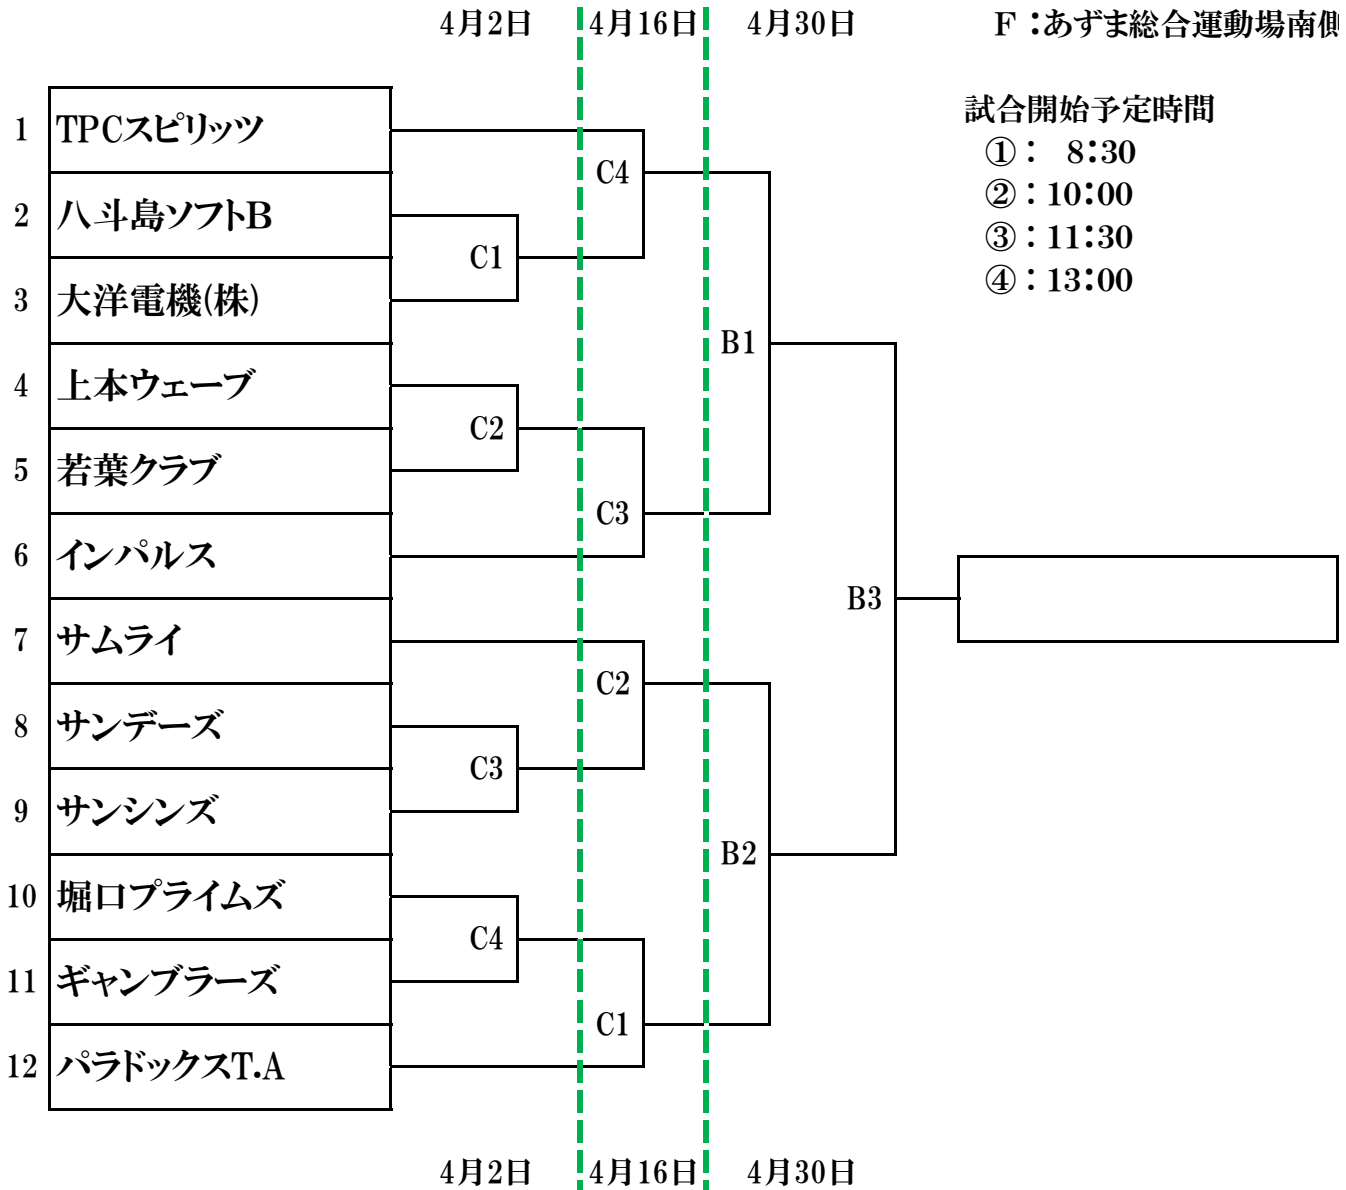 4月2日 4月16日 4月30日 F：あずま総合運動場南側
試合開始予定時間
①： 8:30
②：10:00
③：11:30
④：13:00
1 TPCスピリッツ
C4
2 八斗島ソフトB
C1
3 大洋電機(株)
B1
4 上本ウェーブ
C2
5 若葉クラブ
C3
6 インパルス
B3
7 サムライ
C2
8 サンデーズ
C3
9 サンシンズ
B2
10 堀口プライムズ
C4
11 ギャンブラーズ
C1
12 パラドックスT.A
4月2日 4月16日 4月30日